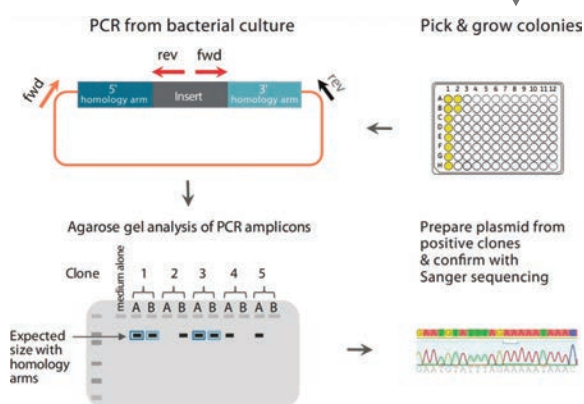 PCR from bacterial culture
Pick & grow colonies
rev fwd
fwd
5'
homology arm
Insert
3'
homology arm
rev
1 2 3 4 5 6 7 8 9 10 11 12
A
B
C
D
E
F
G
H
Agarose gel analysis of PCR amplicons
Clone
medium alone
1 2 3 4 5
A B A B A B A B A B
Expected
size with
homology
arms
Prepare plasmid from
positive clones
& confirm with
Sanger sequencing
GAATGTATTTAGAAAAATAAAC